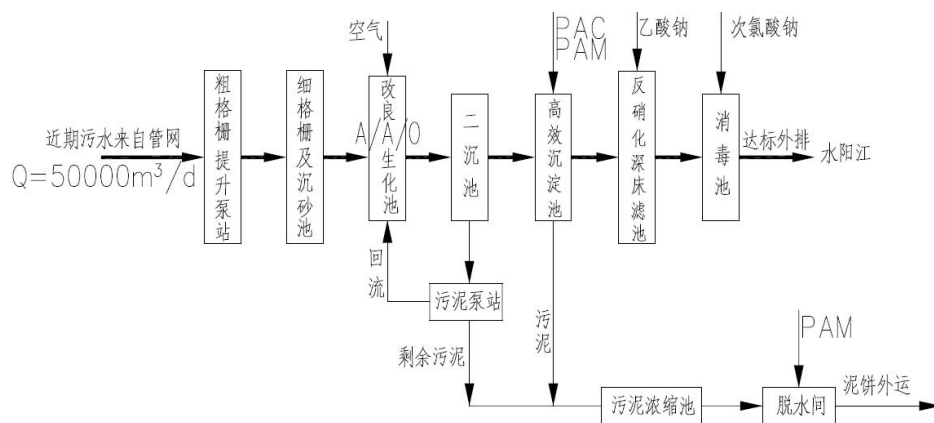 空气
PAC
PAM
乙酸钠
次氯酸钠
近期污水来自管网
Q=50000m³/d
粗格栅提升泵站
细格栅及沉砂池
改良A/A/O生化池
二沉池
高效沉淀池
反硝化深床滤池
消毒池
达标外排
水阳江
回流
污泥泵站
剩余污泥
污泥
PAM
污泥浓缩池
脱水间
泥饼外运